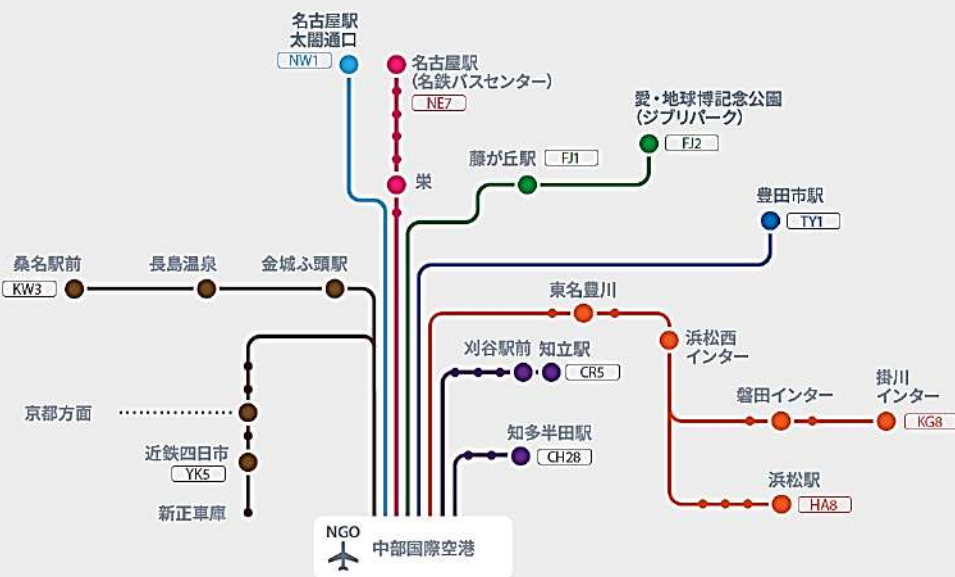 名古屋駅
太閤通口
NW1
名古屋駅
(名鉄バスセンター)
NE7
愛・地球博記念公園
(ジブリパーク)
FJ2
藤が丘駅
FJ1
栄
豊田市駅
TY1
桑名駅前
KW3
長島温泉
金城ふ頭駅
東名豊川
浜松西
インター
刈谷駅前
知立駅
CR5
磐田インター
掛川
インター
KG8
京都方面
近鉄四日市
YK5
知多半田駅
CH28
浜松駅
HA8
新正車庫
NGO
中部国際空港